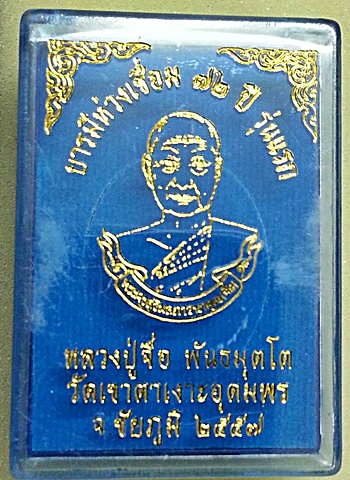 บารมีห่วงเชื่อม ๗๒ ปี รุ่นแรก
หลวงปู่จื่อ พันธมุตโต
วัดเขาตาเงาะอุดมพร
จ.ชัยภูมิ ๒๕๕๗